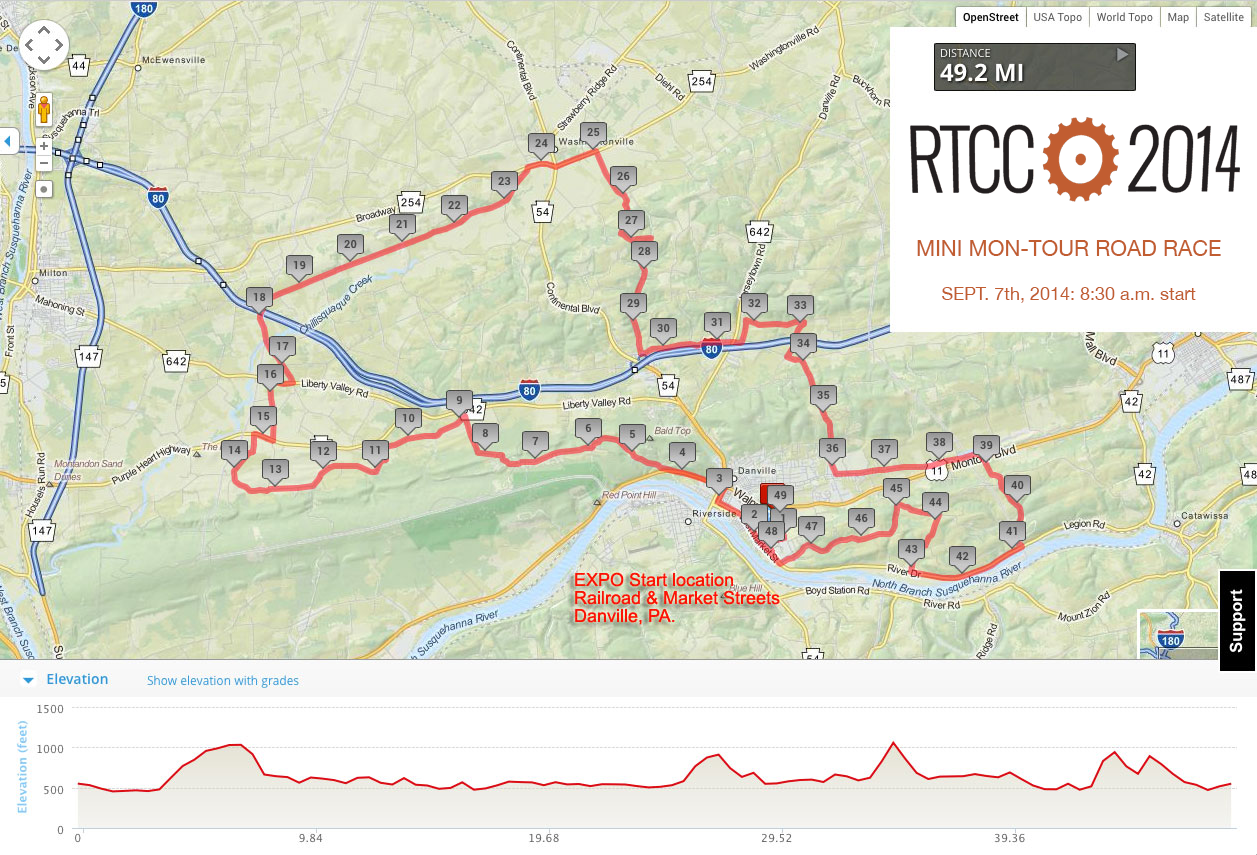 OpenStreet
USA Topo
World Topo
Map
Satellite
DISTANCE
49.2 MI
RTCC 2014
MINI MON-TOUR ROAD RACE
SEPT. 7th, 2014: 8:30 a.m. start
180
44
McEwensville
Susquehanna Trl
Continental Blvd
Strawberry Ridge Rd
Diehl Rd
254
Washingtonville Rd
Danville Rd
Buckhorn R
80
Broadway
254
54
642
Milton
Mahoning St
Front St
147
642
Chillisquaque Creek
Liberty Valley Rd
Continental Blvd
80
80
54
Liberty Valley Rd
Bald Top
11
Mall Blvd
487
42
42
Purple Heart Highway
Montandon Sand
Dunes
Housels Run Rd
147
Red Point Hill
Riverside
Danville
Market St
11
Legion Rd
Catawissa
River Dr
North Branch Susquehanna River
Boyd Station Rd
River Rd
Mount Zion Rd
Ridge Rd
Blue Hill
Susquehanna River
54
180
2
3
4
5
6
7
8
9
10
11
12
13
14
15
16
17
18
19
20
21
22
23
24
25
26
27
28
29
30
31
32
33
34
35
36
37
38
39
40
41
42
43
44
45
46
47
48
49
EXPO Start location
Railroad & Market Streets
Danville, PA.
Support
Elevation
Show elevation with grades
Elevation (feet)
1500
1000
500
0
0
9.84
19.68
29.52
39.36